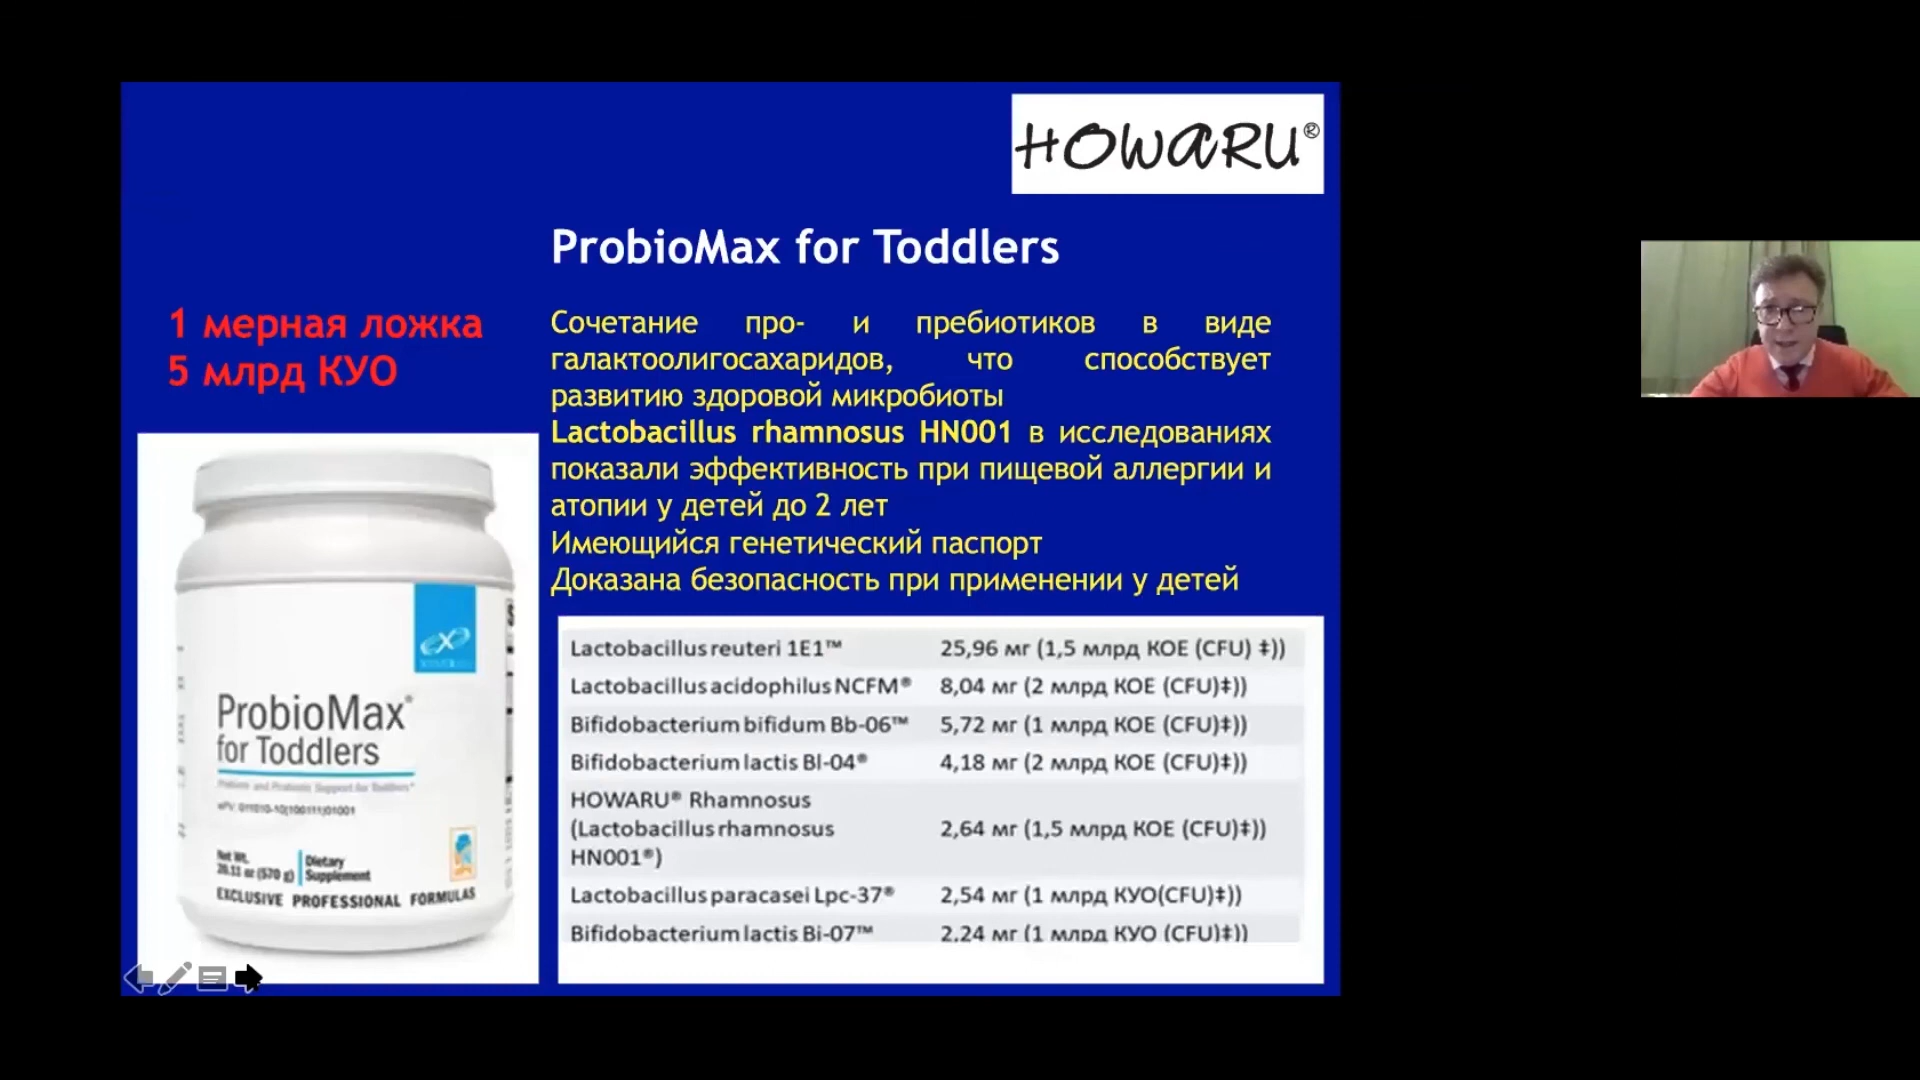 HOWARU®
ProbioMax for Toddlers
1 мерная ложка
5 млрд КУО
Сочетание про- и пребиотиков в виде
галактоолигосахаридов, что способствует
развитию здоровой микробиоты
Lactobacillus rhamnosus HN001 в исследованиях
показали эффективность при пищевой аллергии и
атопии у детей до 2 лет
Имеющийся генетический паспорт
Доказана безопасность при применении у детей
ProbioMax®
for Toddlers
Net Wt.
20.11 oz (570 g)
Dietary
Supplement
EXCLUSIVE PROFESSIONAL FORMULAS
Lactobacillus reuteri 1E1™ 25,96 мг (1,5 млрд КОЕ (CFU) ‡))
Lactobacillus acidophilus NCFM® 8,04 мг (2 млрд КОЕ (CFU)‡))
Bifidobacterium bifidum Bb-06™ 5,72 мг (1 млрд КОЕ (CFU)‡))
Bifidobacterium lactis Bl-04® 4,18 мг (2 млрд КОЕ (CFU)‡))
HOWARU® Rhamnosus
(Lactobacillus rhamnosus 2,64 мг (1,5 млрд КОЕ (CFU)‡))
HN001®)
Lactobacillus paracasei Lpc-37® 2,54 мг (1 млрд КУО(CFU)‡))
Bifidobacterium lactis Bi-07™ 2,24 мг (1 млрд КУО (CFU)‡))